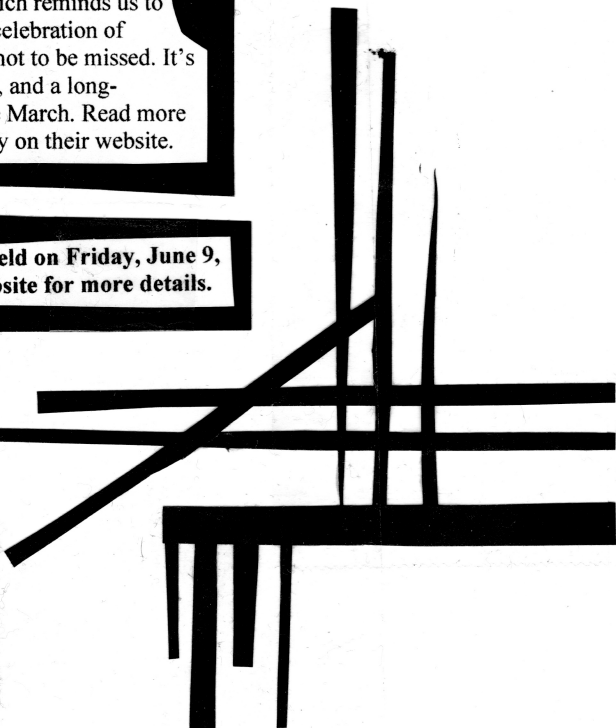 ich reminds us to
celebration of
not to be missed. It's
, and a long-
March. Read more
y on their website.
eld on Friday, June 9,
site for more details.